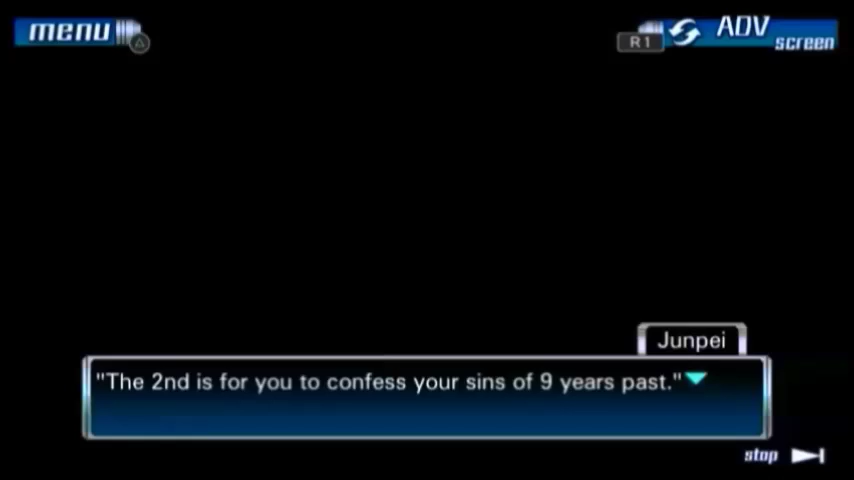 menu
R1 ADV
screen
Junpei
"The 2nd is for you to confess your sins of 9 years past."
stop